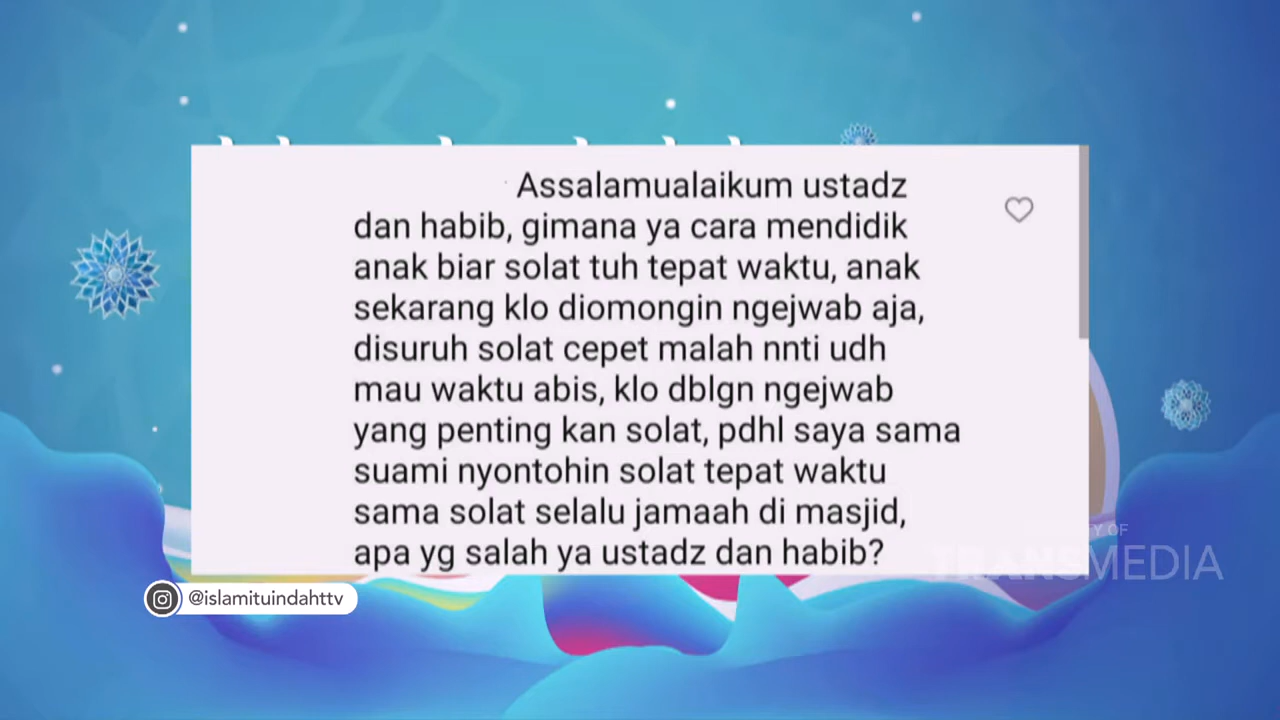 Assalamualaikum ustadz
dan habib, gimana ya cara mendidik
anak biar solat tuh tepat waktu, anak
sekarang klo diomongin ngejwab aja,
disuruh solat cepet malah nnti udh
mau waktu abis, klo dblgn ngejwab
yang penting kan solat, pdhl saya sama
suami nyontohin solat tepat waktu
sama solat selalu jamaah di masjid,
apa yg salah ya ustadz dan habib?
TRANSMEDIA
@islamituindahttv